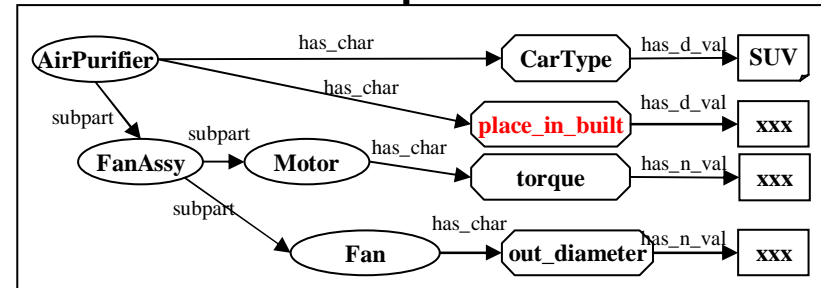 has_char
has_d_val
AirPurifier
CarType
SUV
has_char
has_d_val
subpart
place_in_built
xxx
subpart
has_char
has_n_val
FanAssy
Motor
torque
xxx
subpart
has_char
has_n_val
Fan
out_diameter
xxx